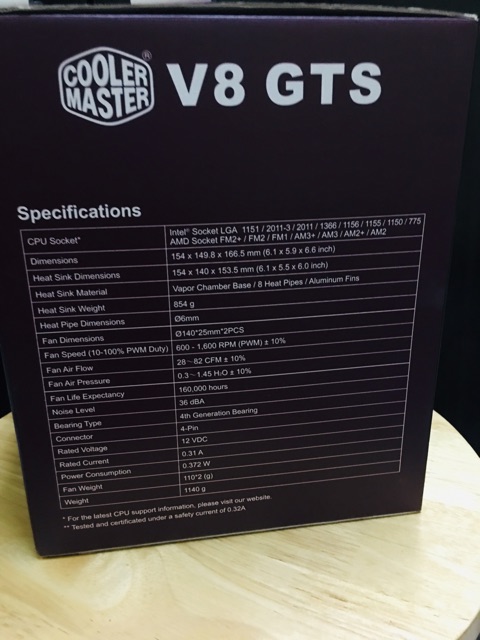 COOLER MASTER® V8 GTS
Specifications
CPU Socket* Intel® Socket LGA 1151 / 2011-3 / 2011 / 1366 / 1156 / 1155 / 1150 / 775
AMD Socket FM2+ / FM2 / FM1 / AM3+ / AM3 / AM2+ / AM2
Dimensions 154 x 149.8 x 166.5 mm (6.1 x 5.9 x 6.6 inch)
Heat Sink Dimensions 154 x 140 x 153.5 mm (6.1 x 5.5 x 6.0 inch)
Heat Sink Material Vapor Chamber Base / 8 Heat Pipes / Aluminum Fins
Heat Sink Weight 854 g
Heat Pipe Dimensions Ø6mm
Fan Dimensions Ø140*25mm*2PCS
Fan Speed (10-100% PWM Duty) 600 - 1,600 RPM (PWM) ± 10%
Fan Air Flow 28~82 CFM ± 10%
Fan Air Pressure 0.3~1.45 H₂O ± 10%
Fan Life Expectancy 160,000 hours
Noise Level 36 dBA
Bearing Type 4th Generation Bearing
Connector 4-Pin
Rated Voltage 12 VDC
Rated Current 0.31 A
Power Consumption 0.372 W
Fan Weight 110*2 (g)
Weight 1140 g
* For the latest CPU support information, please visit our website.
** Tested and certificated under a safety current of 0.32A